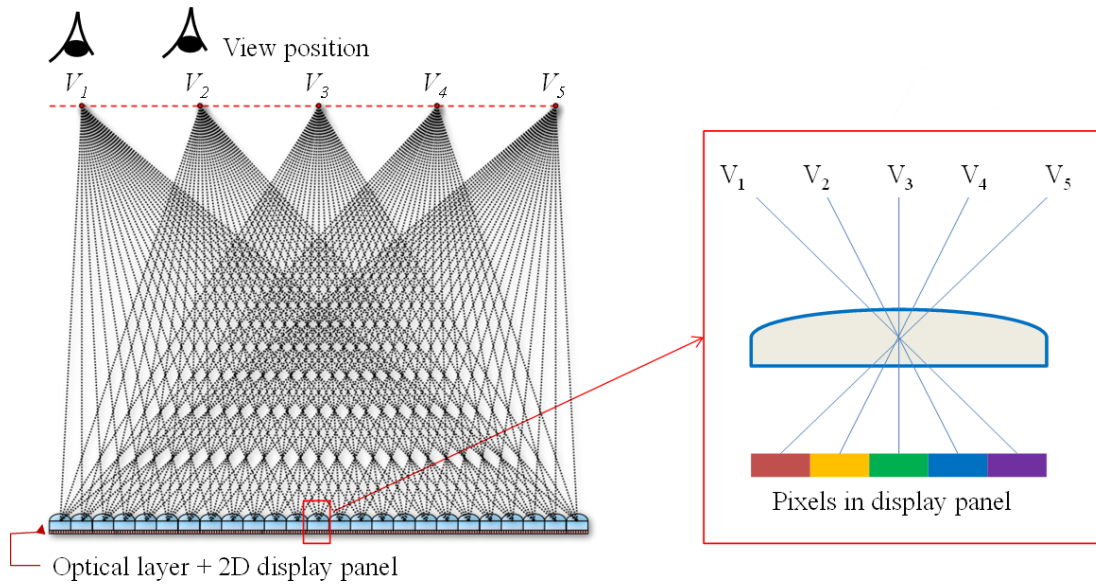 View position
V1 V2 V3 V4 V5
V1 V2 V3 V4 V5
Pixels in display panel
Optical layer + 2D display panel